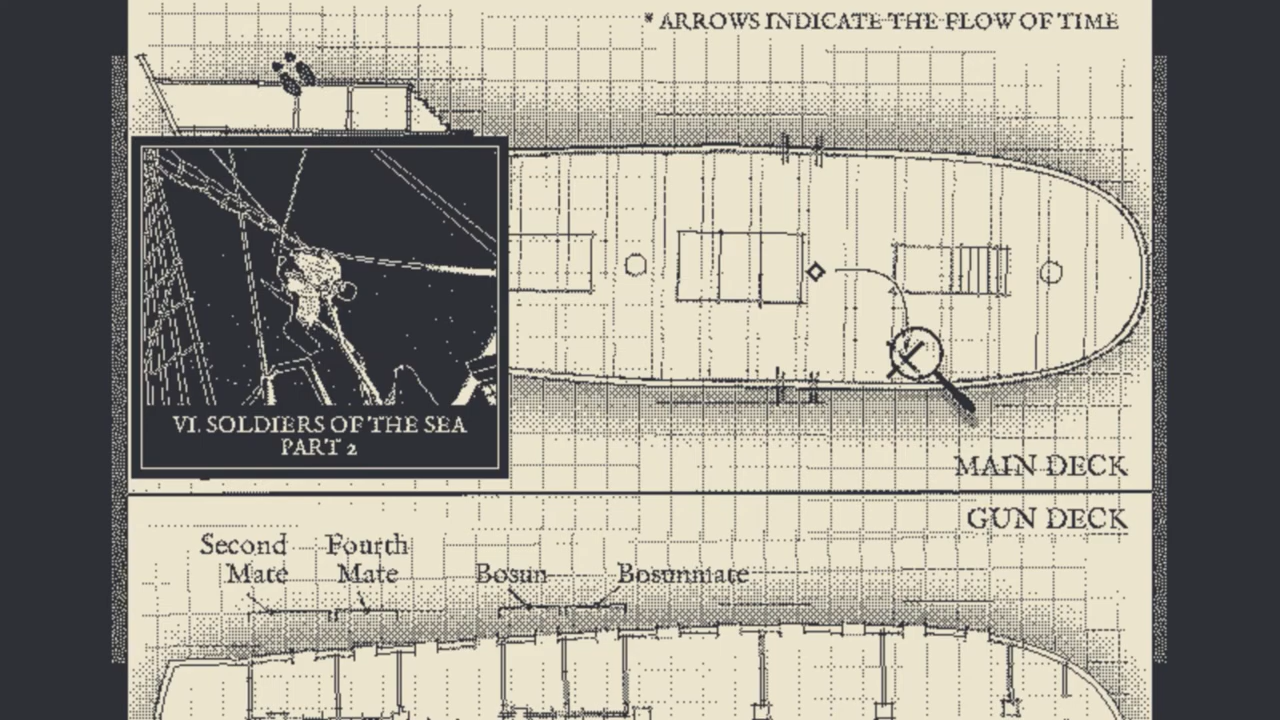 * ARROWS INDICATE THE FLOW OF TIME
VI. SOLDIERS OF THE SEA
PART 2
MAIN DECK
GUN DECK
Second
Mate
Fourth
Mate
Bosun
Bosunmate